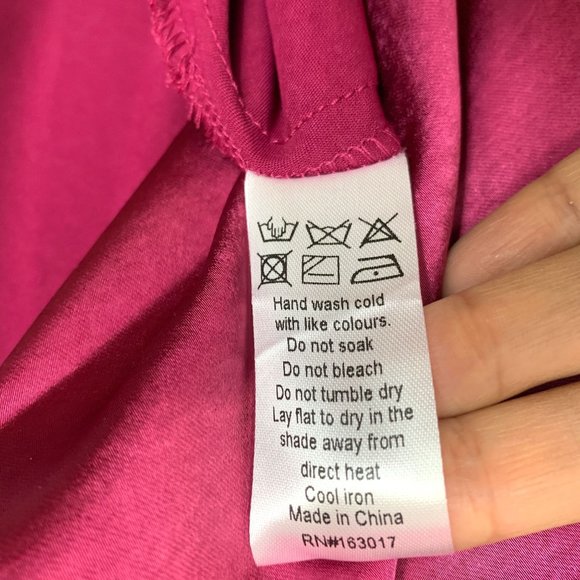 Hand wash cold
with like colours.
Do not soak
Do not bleach
Do not tumble dry
Lay flat to dry in the
shade away from
direct heat
Cool iron
Made in China
RN#163017